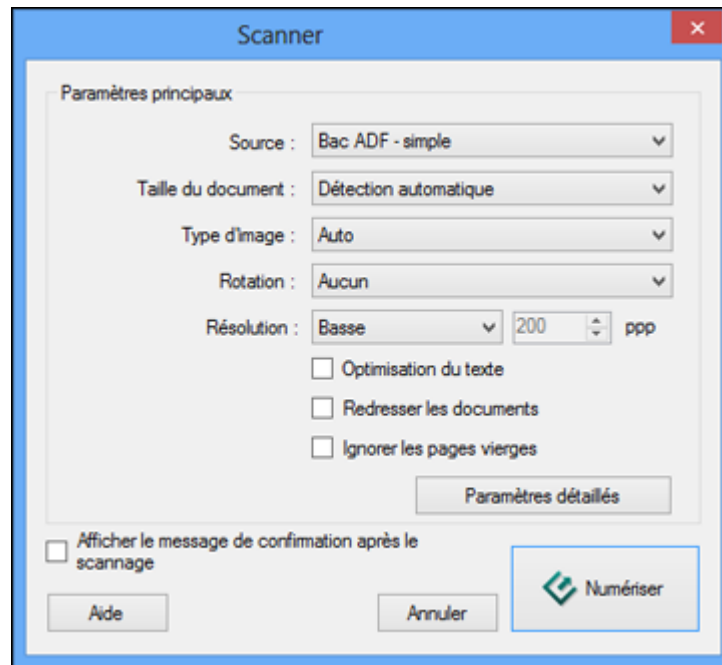 Scanner
Paramètres principaux
Source : Bac ADF - simple
Taille du document : Détection automatique
Type d'image : Auto
Rotation : Aucun
Résolution : Basse 200 ppp
Optimisation du texte
Redresser les documents
Ignorer les pages vierges
Paramètres détaillés
Afficher le message de confirmation après le
scannage
Numériser
Aide Annuler